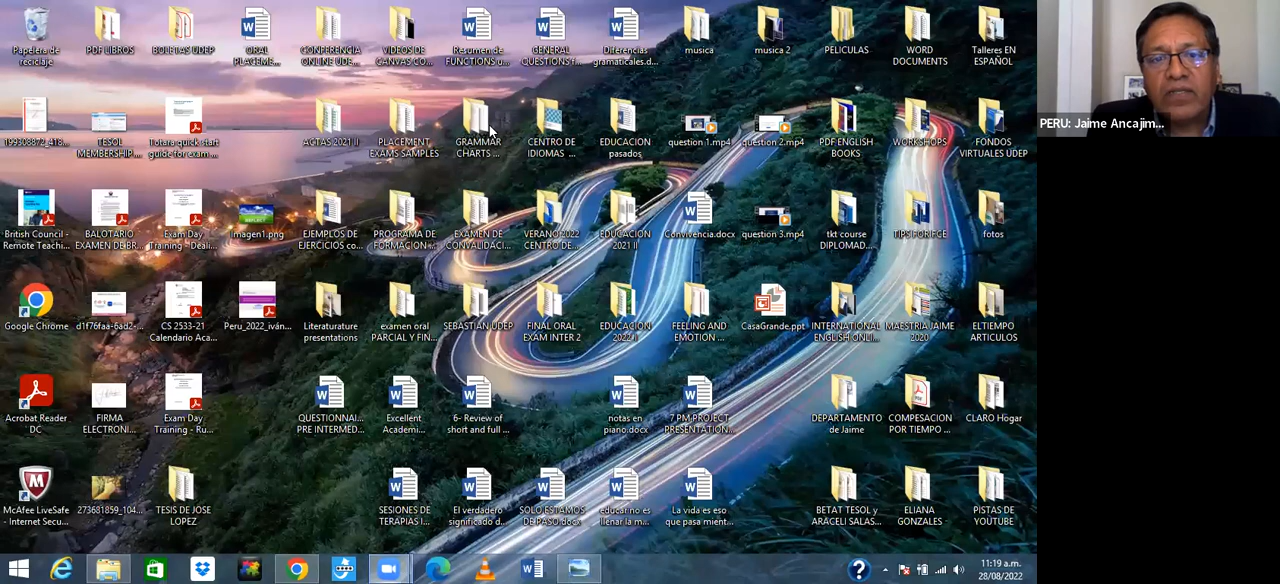 Papelera de
reciclaje
PDF LIBROS
BOLETAS UDEP
ORAL
PLACEME...
CONFERENCIA
ONLINE UDE...
VIDEOS DE
CANVAS CO...
Resumen de
FUNCTIONS u...
GENERAL
QUESTIONS f...
Diferencias
gramaticales.d...
musica
musica 2
PELICULAS
WORD
DOCUMENTS
Talleres EN
ESPAÑOL
PERU: Jaime Ancajim...
199308872_418...
TESOL
MEMBERSHIP...
Totara quick start
guide for exam...
ACTAS 2021 II
PLACEMENT
EXAMS SAMPLES
GRAMMAR
CHARTS ...
CENTRO DE
IDIOMAS ...
EDUCACION
pasados
question 1.mp4
question 2.mp4
PDF ENGLISH
BOOKS
WORKSHOPS
FONDOS
VIRTUALES UDEP
British Council -
Remote Teachi...
BALOTARIO
EXAMEN DE BR...
Exam Day
Training - Deali...
Imagen1.png
EJEMPLOS DE
EJERCICIOS co...
PROGRAMA DE
FORMACION ...
EXAMEN DE
CONVALIDACI...
VERANO 2022
CENTRO DE...
EDUCACION
2021 II
Convivencia.docx
question 3.mp4
tkt course
DIPLOMAD...
TIPS FOR FCE
fotos
Google Chrome
d1f76faa-6ad2-...
CS 2533-21
Calendario Aca...
Peru_2022_iván...
Literaturature
presentations
examen oral
PARCIAL Y FIN...
SEBASTIAN UDEP
FINAL ORAL
EXAM INTER 2
EDUCACION
2022 II
FEELING AND
EMOTION ...
CasaGrande.ppt
INTERNATIONAL
ENGLISH ONLI...
MAESTRIA JAIME
2020
ELTIEMPO
ARTICULOS
Acrobat Reader
DC
FIRMA
ELECTRONI...
Exam Day
Training - Ru...
QUESTIONNAI...
PRE INTERMED...
Excellent
Academi...
6- Review of
short and full ...
notas en
piano.docx
7 PM PROJECT
PRESENTATION...
DEPARTAMENTO
de Jaime
COMPESACION
POR TIEMPO ...
CLARO Hogar
McAfee LiveSafe
- Internet Secu...
273681859_104...
TESIS DE JOSE
LOPEZ
SESIONES DE
TERAPIAS I...
El verdadero
significado d...
SOLO ESTAMOS
DE PASO.docx
educar no es
llenar la m...
La vida es eso
que pasa mient...
BETAT TESOL y
ARACELI SALAS...
ELIANA
GONZALES
PISTAS DE
YOUTUBE
11:19 a.m.
28/08/2022